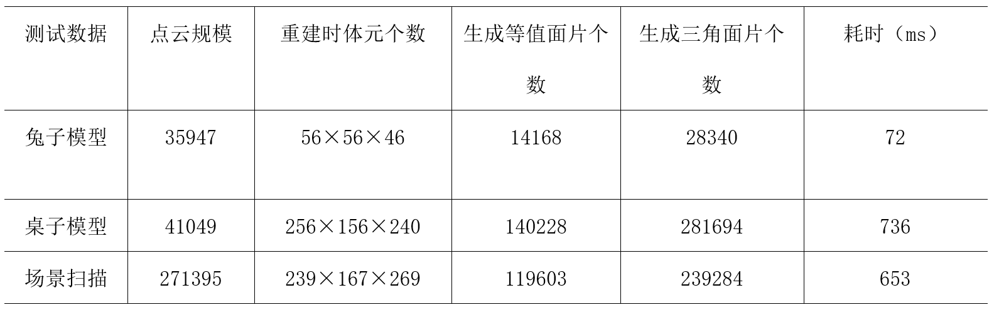 测试数据 点云规模 重建时体元个数 生成等值面片个数 生成三角面片个数 耗时（ms）
兔子模型 35947 56×56×46 14168 28340 72
桌子模型 41049 256×156×240 140228 281694 736
场景扫描 271395 239×167×269 119603 239284 653